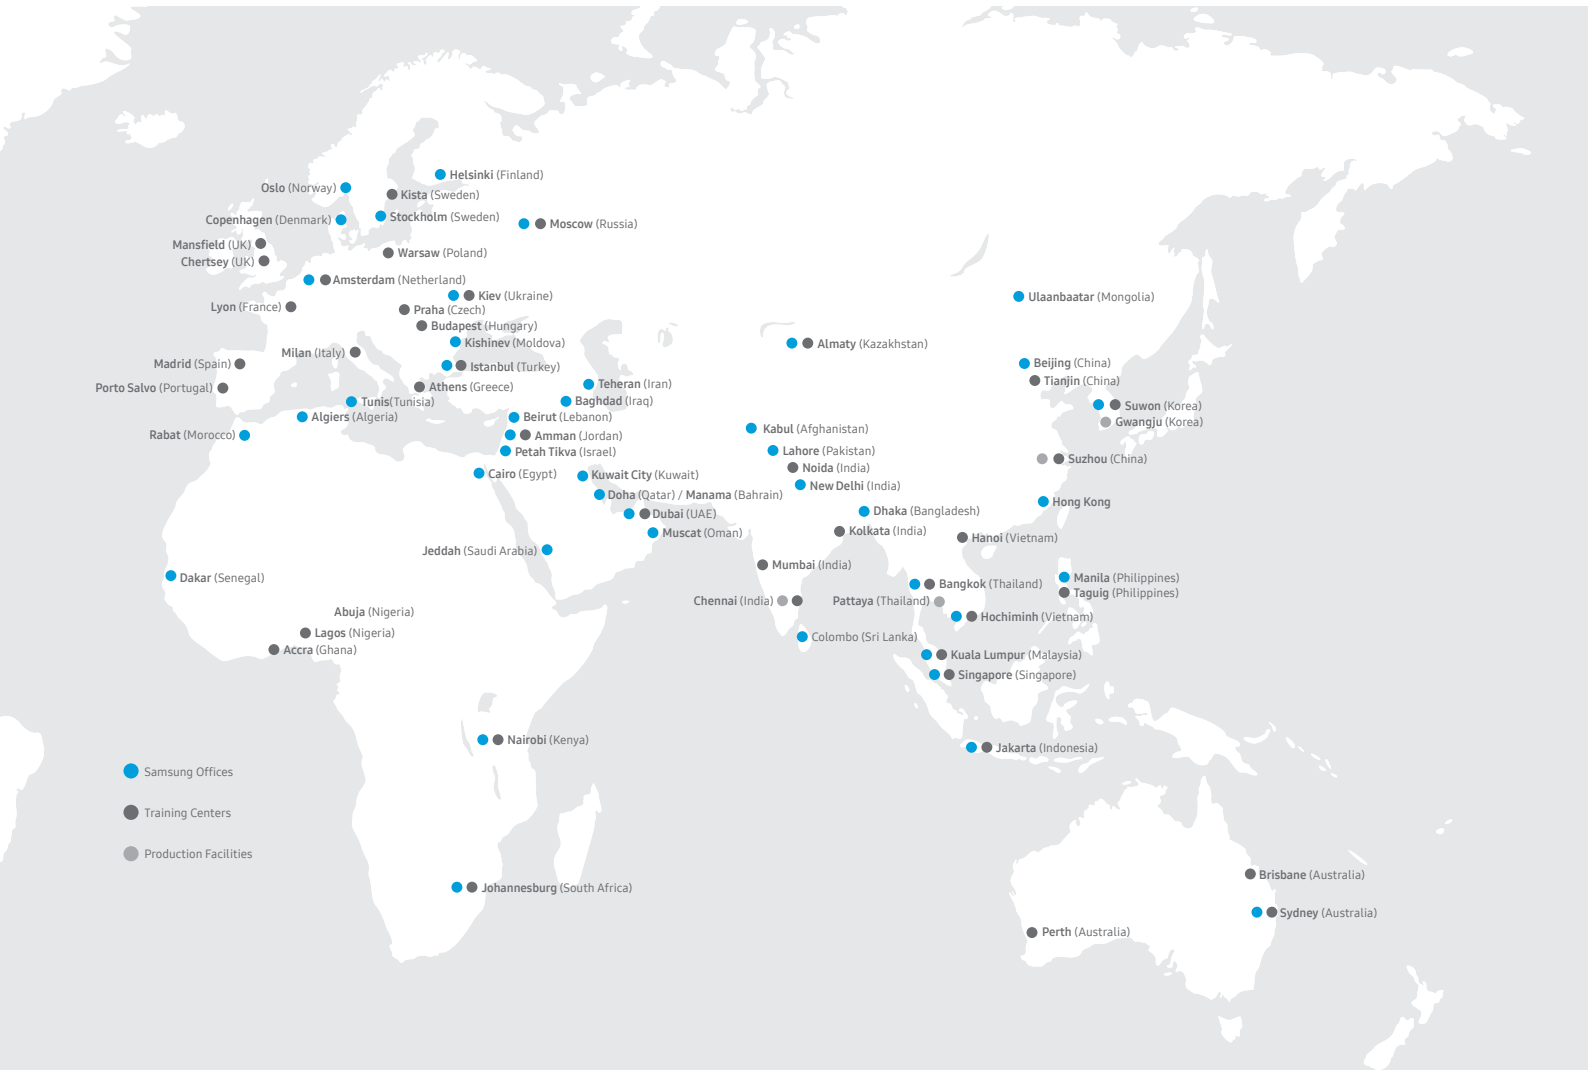 Helsinki (Finland)
Oslo (Norway)
Kista (Sweden)
Copenhagen (Denmark)
Stockholm (Sweden)
Moscow (Russia)
Mansfield (UK)
Warsaw (Poland)
Chertsey (UK)
Amsterdam (Netherland)
Kiev (Ukraine)
Ulaanbaatar (Mongolia)
Lyon (France)
Praha (Czech)
Budapest (Hungary)
Kishinev (Moldova)
Almaty (Kazakhstan)
Milan (Italy)
Madrid (Spain)
Istanbul (Turkey)
Beijing (China)
Tianjin (China)
Porto Salvo (Portugal)
Athens (Greece)
Teheran (Iran)
Tunis(Tunisia)
Baghdad (Iraq)
Suwon (Korea)
Algiers (Algeria)
Beirut (Lebanon)
Gwangju (Korea)
Rabat (Morocco)
Amman (Jordan)
Kabul (Afghanistan)
Petah Tikva (Israel)
Lahore (Pakistan)
Suzhou (China)
Noida (India)
Cairo (Egypt)
Kuwait City (Kuwait)
New Delhi (India)
Doha (Qatar) / Manama (Bahrain)
Hong Kong
Dubai (UAE)
Dhaka (Bangladesh)
Muscat (Oman)
Kolkata (India)
Hanoi (Vietnam)
Jeddah (Saudi Arabia)
Mumbai (India)
Dakar (Senegal)
Bangkok (Thailand)
Manila (Philippines)
Taguig (Philippines)
Chennai (India)
Pattaya (Thailand)
Abuja (Nigeria)
Hochiminh (Vietnam)
Lagos (Nigeria)
Colombo (Sri Lanka)
Accra (Ghana)
Kuala Lumpur (Malaysia)
Singapore (Singapore)
Nairobi (Kenya)
Jakarta (Indonesia)
Samsung Offices
Training Centers
Production Facilities
Brisbane (Australia)
Johannesburg (South Africa)
Sydney (Australia)
Perth (Australia)